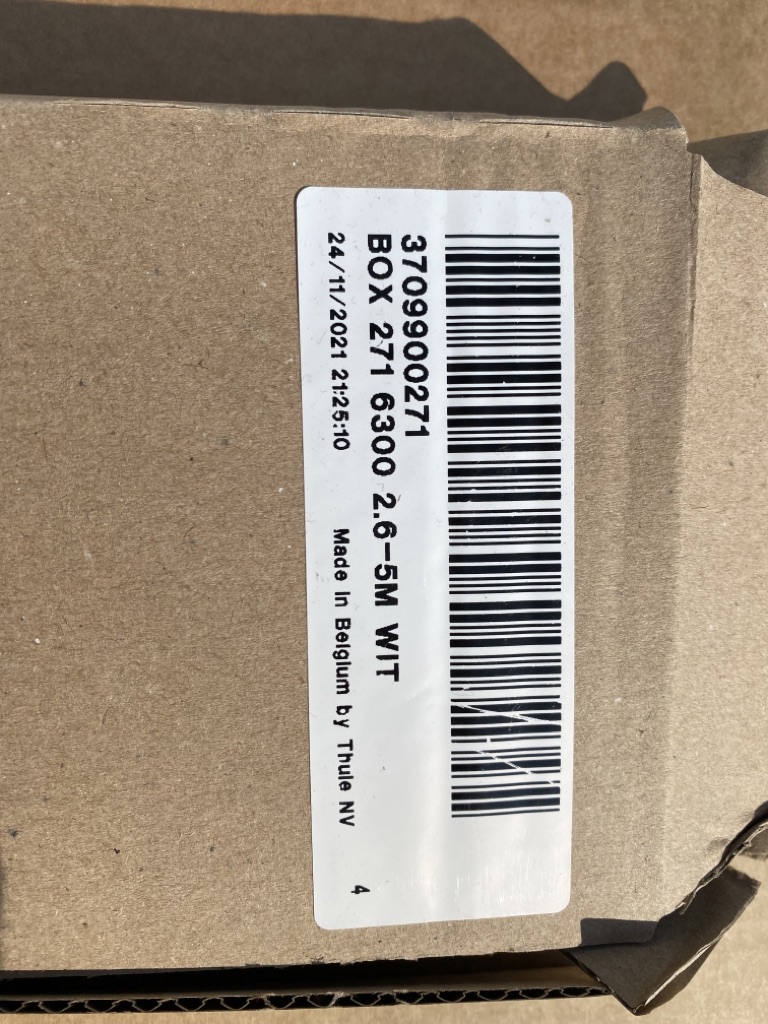 3709900271
BOX 271 6300 2.6-5M WIT
24/11/2021 21:25:10 Made in Belgium by Thule NV 4